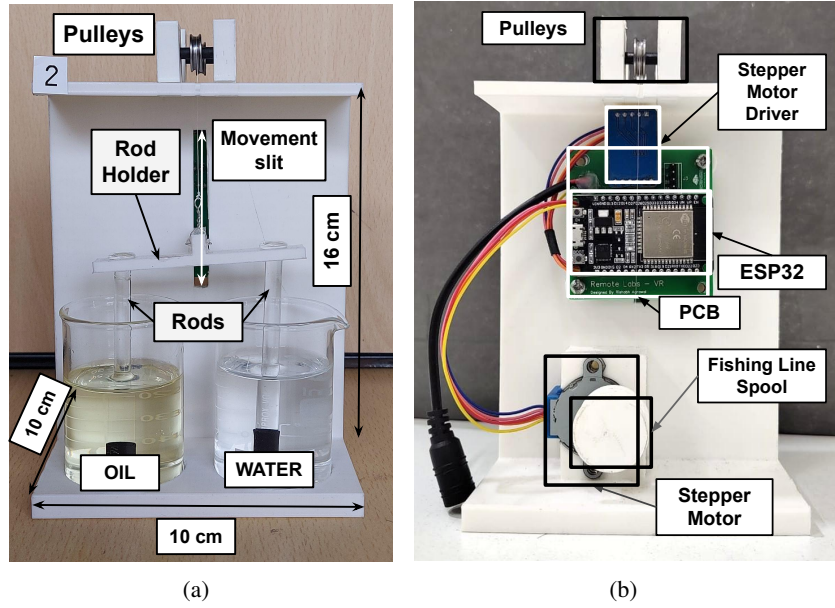 Pulleys
2
Movement
slit
Rod
Holder
16 cm
Rods
10 cm
OIL
WATER
10 cm
(a)
Pulleys
Stepper
Motor
Driver
ESP32
Remote Labs - VR
PCB
Fishing Line
Spool
Stepper
Motor
(b)